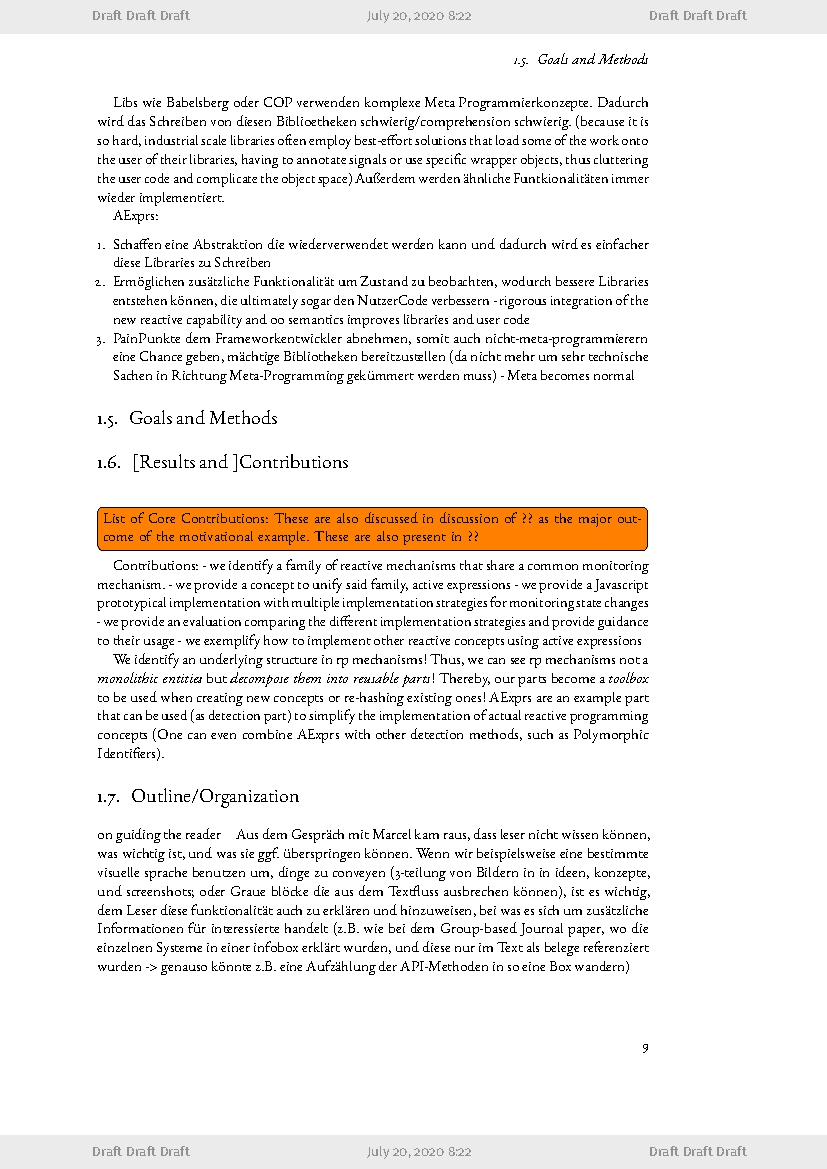 Draft Draft Draft July 20, 2020 8:22 Draft Draft Draft
1.5. Goals and Methods
Libs wie Babelsberg oder COP verwenden komplexe Meta Programmierkonzepte. Dadurch
wird das Schreiben von diesen Biblioetheken schwierig/comprehension schwierig. (because it is
so hard, industrial scale libraries often employ best-effort solutions that load some of the work onto
the user of their libraries, having to annotate signals or use specific wrapper objects, thus cluttering
the user code and complicate the object space) Außerdem werden ähnliche Funtkionalitäten immer
wieder implementiert.
AExprs:
1. Schaffen eine Abstraktion die wiederverwendet werden kann und dadurch wird es einfacher
diese Libraries zu Schreiben
2. Ermöglichen zusätzliche Funktionalität um Zustand zu beobachten, wodurch bessere Libraries
entstehen können, die ultimately sogar den NutzerCode verbessern - rigorous integration of the
new reactive capability and oo semantics improves libraries and user code
3. PainPunkte dem Frameworkentwickler abnehmen, somit auch nicht-meta-programmierern
eine Chance geben, mächtige Bibliotheken bereitzustellen (da nicht mehr um sehr technische
Sachen in Richtung Meta-Programming gekümmert werden muss) - Meta becomes normal
1.5. Goals and Methods
1.6. [Results and ]Contributions
List of Core Contributions: These are also discussed in discussion of ?? as the major out-
come of the motivational example. These are also present in ??
Contributions: - we identify a family of reactive mechanisms that share a common monitoring
mechanism. - we provide a concept to unify said family, active expressions - we provide a Javascript
prototypical implementation with multiple implementation strategies for monitoring state changes
- we provide an evaluation comparing the different implementation strategies and provide guidance
to their usage - we exemplify how to implement other reactive concepts using active expressions
We identify an underlying structure in rp mechanisms! Thus, we can see rp mechanisms not a
monolithic entities but decompose them into reusable parts! Thereby, our parts become a toolbox
to be used when creating new concepts or re-hashing existing ones! AExprs are an example part
that can be used (as detection part) to simplify the implementation of actual reactive programming
concepts (One can even combine AExprs with other detection methods, such as Polymorphic
Identifiers).
1.7. Outline/Organization
on guiding the reader Aus dem Gespräch mit Marcel kam raus, dass leser nicht wissen können,
was wichtig ist, und was sie ggf. überspringen können. Wenn wir beispielsweise eine bestimmte
visuelle sprache benutzen um, dinge zu conveyen (3-teilung von Bildern in in ideen, konzepte,
und screenshots; oder Graue blöcke die aus dem Textfluss ausbrechen können), ist es wichtig,
dem Leser diese funktionalität auch zu erklären und hinzuweisen, bei was es sich um zusätzliche
Informationen für interessierte handelt (z.B. wie bei dem Group-based Journal paper, wo die
einzelnen Systeme in einer infobox erklärt wurden, und diese nur im Text als belege referenziert
wurden -> genauso könnte z.B. eine Aufzählung der API-Methoden in so eine Box wandern)
9
Draft Draft Draft July 20, 2020 8:22 Draft Draft Draft